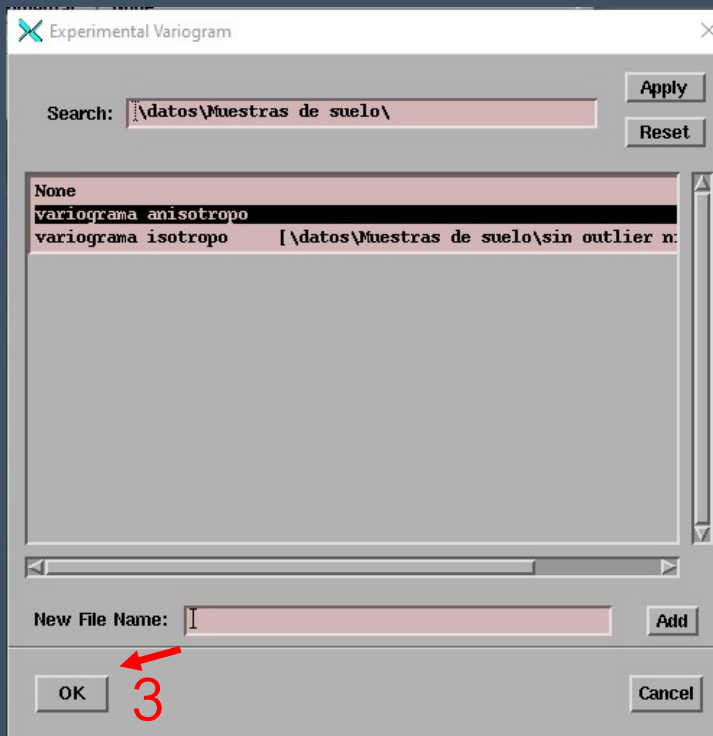 Experimental Variogram
Apply
Search: \datos\Muestras de suelo\
Reset
None
variograma anisotropo
variograma isotropo [\datos\Muestras de suelo\sin outlier
New File Name:
Add
OK
3
Cancel